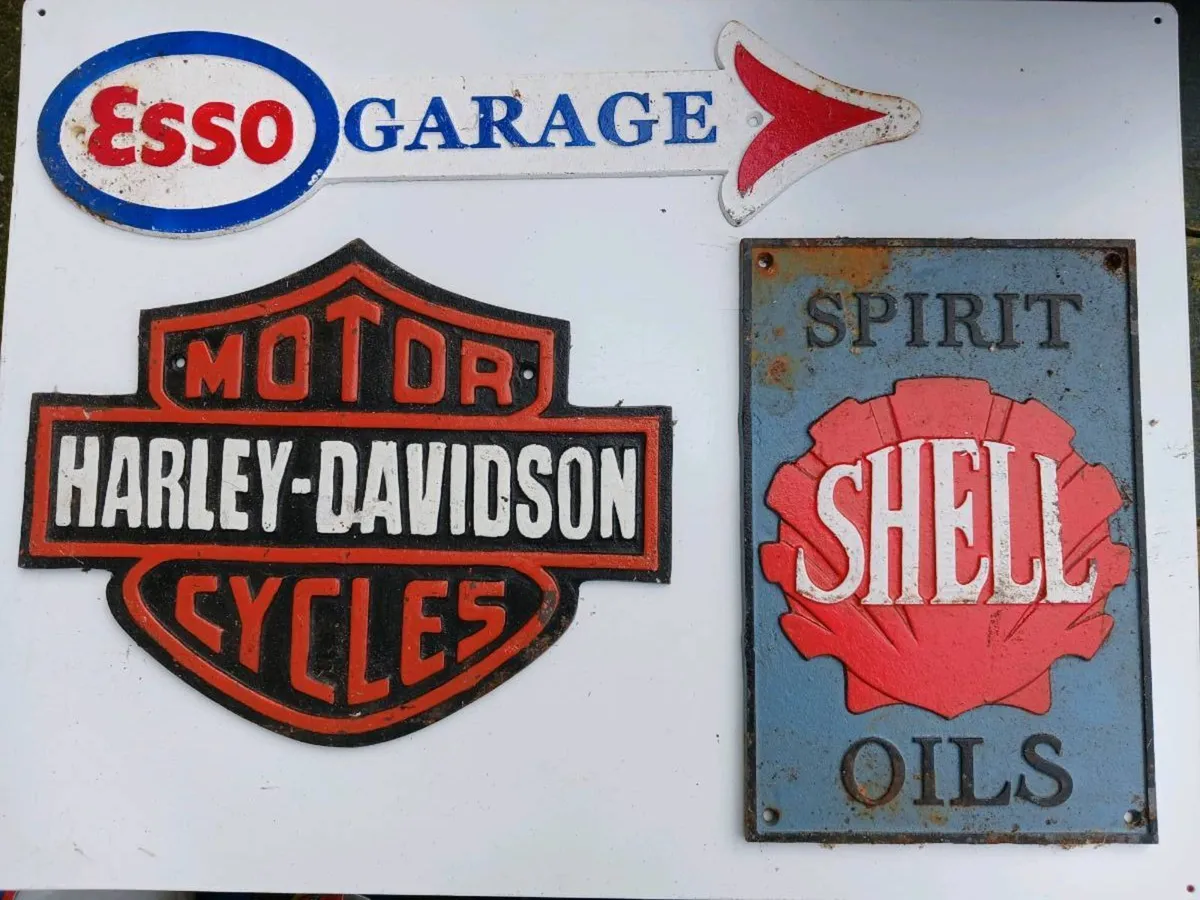 Esso GARAGE
MOTOR
HARLEY-DAVIDSON
CYCLES
SPIRIT
SHELL
OILS